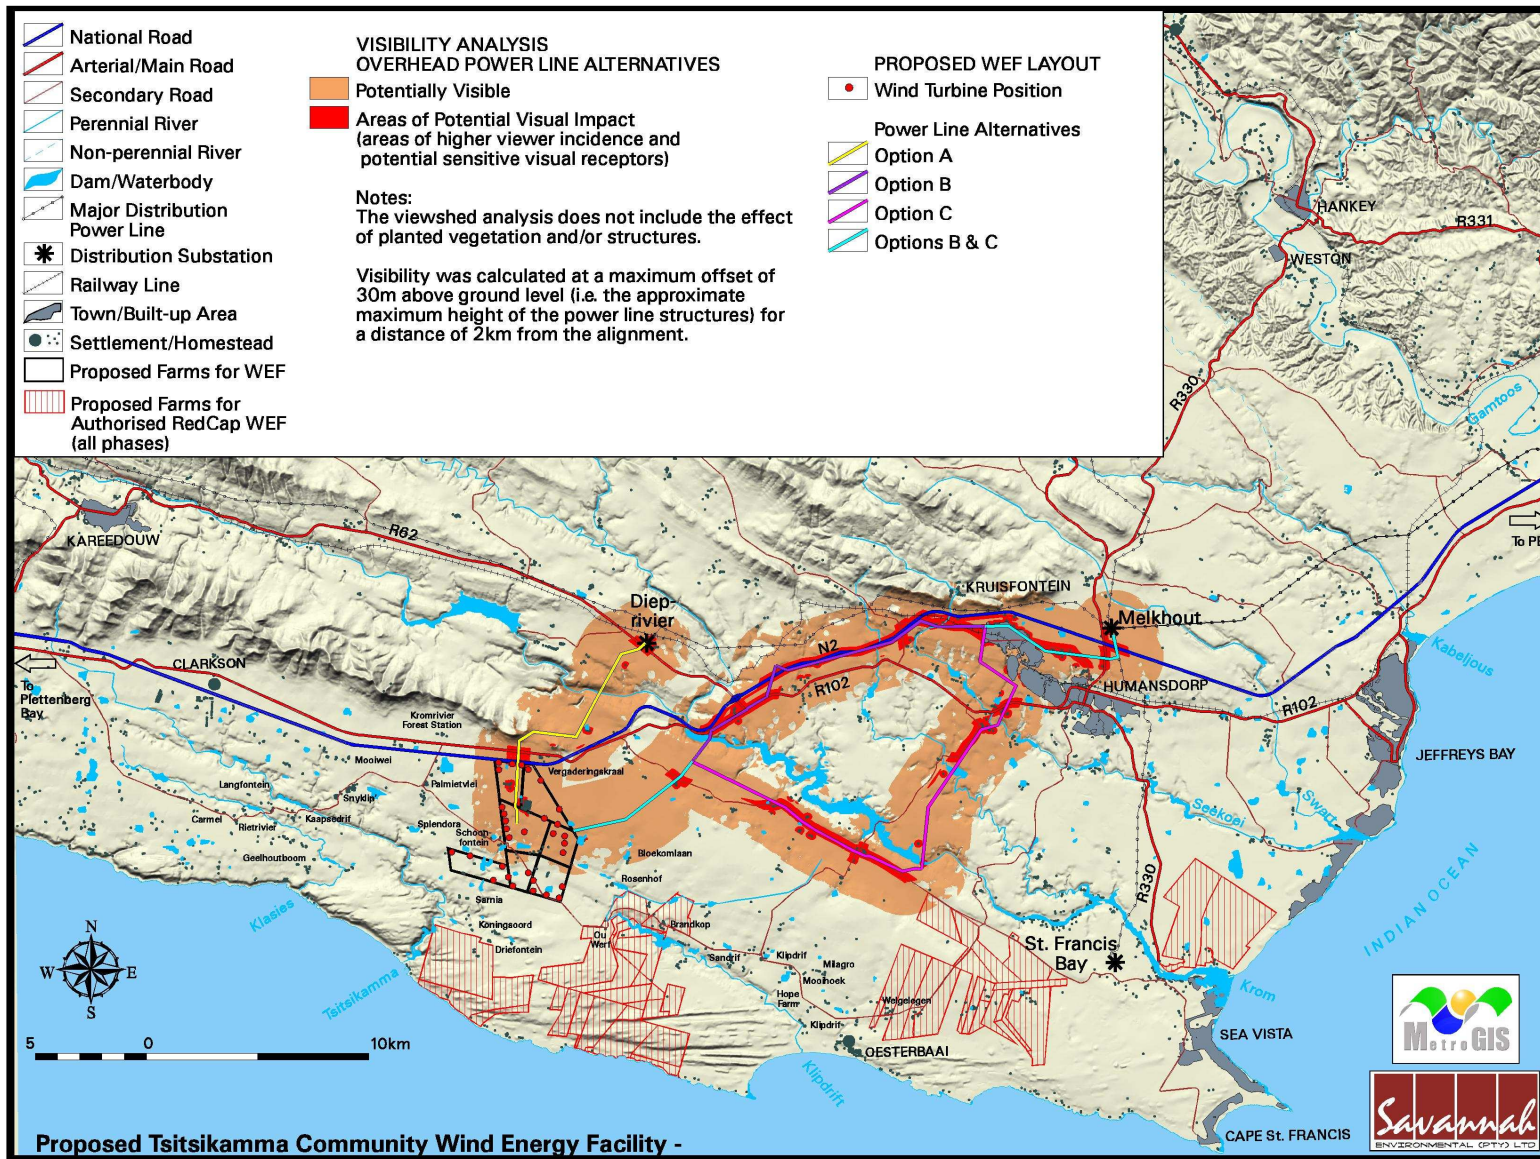 National Road
Arterial/Main Road
Secondary Road
Perennial River
Non-perennial River
Dam/Waterbody
Major Distribution
Power Line
Distribution Substation
Railway Line
Town/Built-up Area
Settlement/Homestead
Proposed Farms for WEF
Proposed Farms for
Authorised RedCap WEF
(all phases)
VISIBILITY ANALYSIS
OVERHEAD POWER LINE ALTERNATIVES
Potentially Visible
Areas of Potential Visual Impact
(areas of higher viewer incidence and
potential sensitive visual receptors)
Notes:
The viewshed analysis does not include the effect
of planted vegetation and/or structures.
Visibility was calculated at a maximum offset of
30m above ground level (i.e. the approximate
maximum height of the power line structures) for
a distance of 2km from the alignment.
PROPOSED WEF LAYOUT
Wind Turbine Position
Power Line Alternatives
Option A
Option B
Option C
Options B & C
HANKEY
R331
WESTON
R330
Gamtoos
KAREEDOUW
R62
To PE
KRUISFONTEIN
Diep-
rivier
Melkhout
N2
Kabeljous
CLARKSON
To
Plettenberg
Bay
R102
HUMANSDORP
R102
Kromrivier
Forest Station
JEFFREYS BAY
Mooiwei
Vergaderingskraal
Langfontein
Palmietvlei
Snyklip
Carmel
Rietrivier
Kaapsedrif
Splendora
Schoon
fontein
Seekoei
Swart
Geelhoutboom
Bloekomlaan
Rosenhof
R330
INDIAN OCEAN
Sarnia
Klasies
Koningsoord
Brandkop
Ou
Werf
Driefontein
Sandrif
Klipdrif
Milagro
Mooihoek
St. Francis
Bay
Tsitsikamma
Hope
Farm
Welgelegen
Krom
Klipdrif
SEA VISTA
OESTERBAAI
Klipdrift
N
W
E
S
5
0
10km
MetroGIS
Savannah
ENVIRONMENTAL (PTY) LTD
CAPE St. FRANCIS
Proposed Tsitsikamma Community Wind Energy Facility -